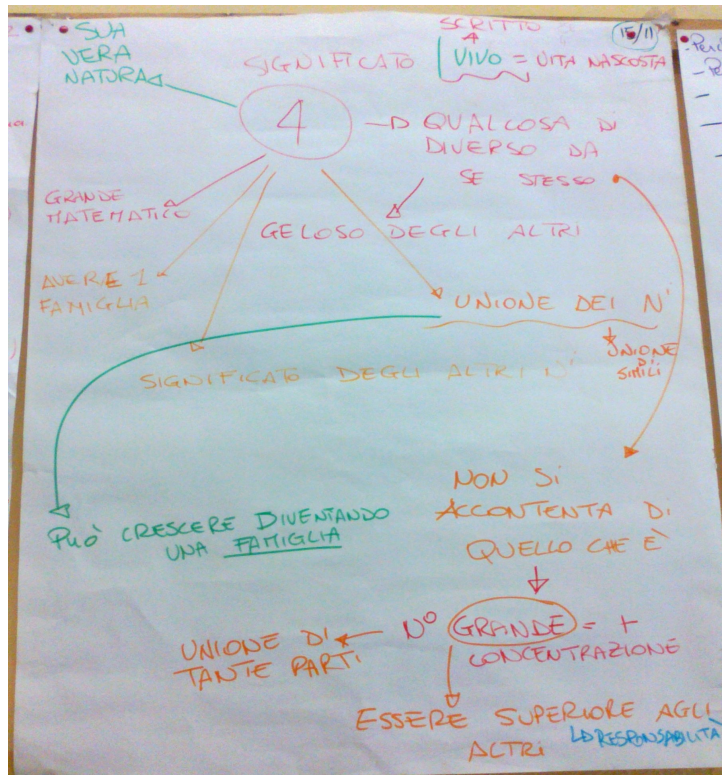 SUA
VERA
NATURA
SIGNIFICATO
SCRITTO
15/11
VIVO = VITA NASCOSTA
4
QUALCOSA DI
DIVERSO DA
SE STESSO
GRANDE
MATEMATICO
GELOSO DEGLI ALTRI
AVERE 1
FAMIGLIA
UNIONE DEI N'
UNIONE
DI
SIMILI
SIGNIFICATO DEGLI ALTRI N'
NON SI
ACCONTENTA DI
QUELLO CHE È
PUÒ CRESCERE DIVENTANDO
UNA FAMIGLIA
N° GRANDE = +
CONCENTRAZIONE
UNIONE DI
TANTE PARTI
ESSERE SUPERIORE AGLI
ALTRI
RESPONSABILITÀ